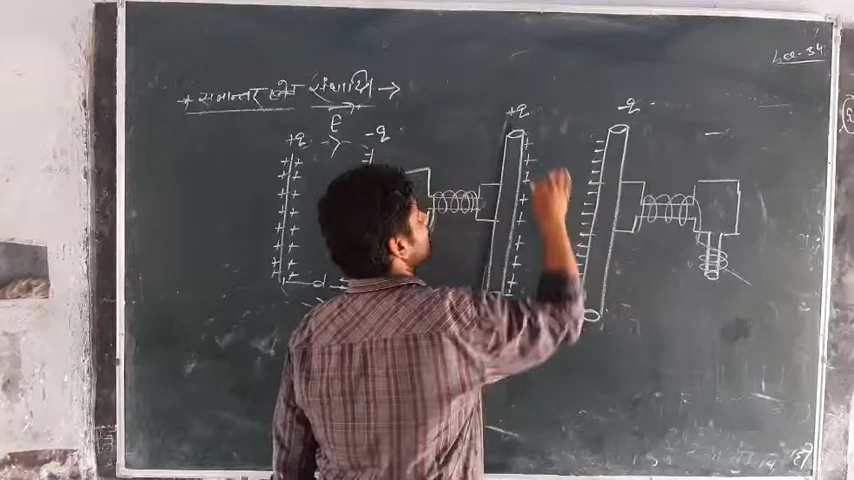 Lec-34
* समान्तर प्लेट संधारित्र →
E
+q -q +q -q
d